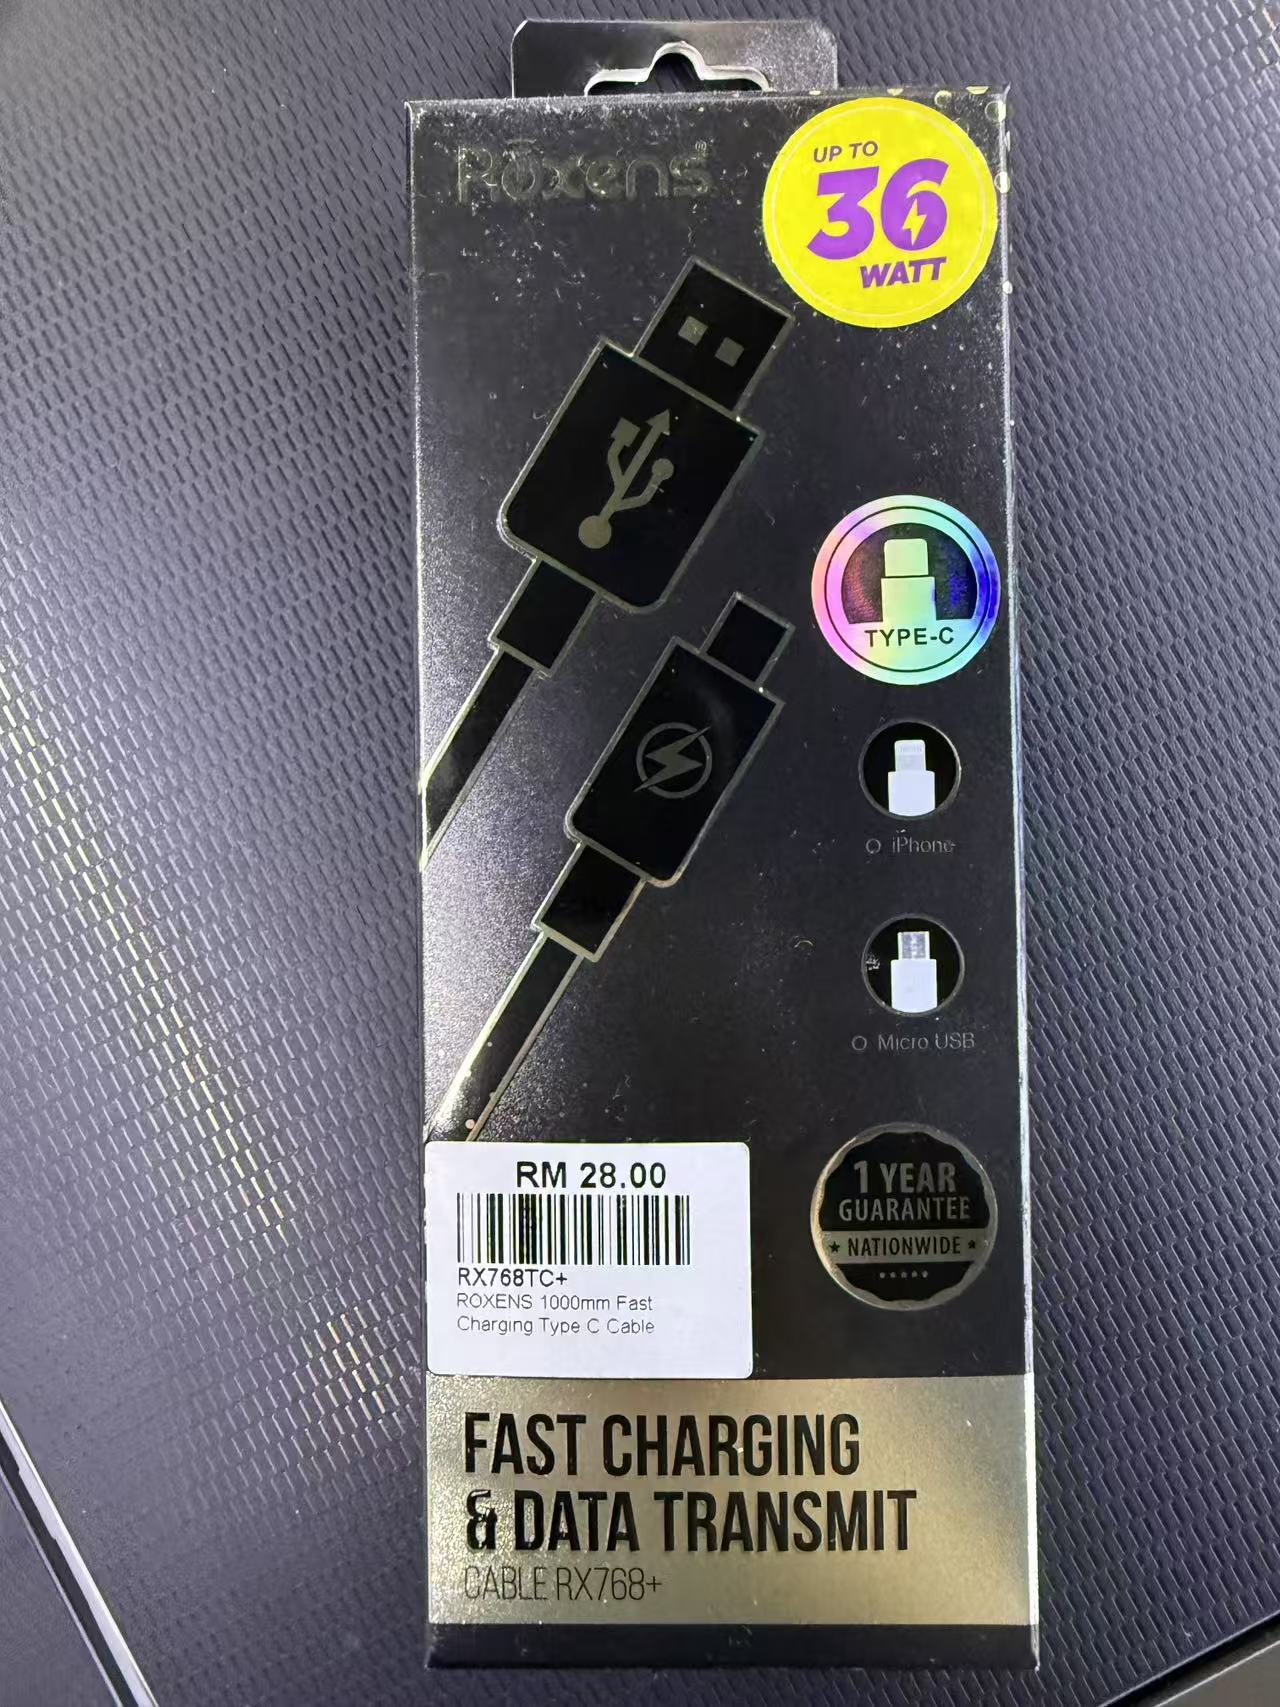 Roxens®
UP TO
36
WATT
TYPE-C
iPhone
Micro USB
1 YEAR
GUARANTEE
NATIONWIDE
RM 28.00
RX768TC+
ROXENS 1000mm Fast
Charging Type C Cable
FAST CHARGING
& DATA TRANSMIT
CABLE RX768+